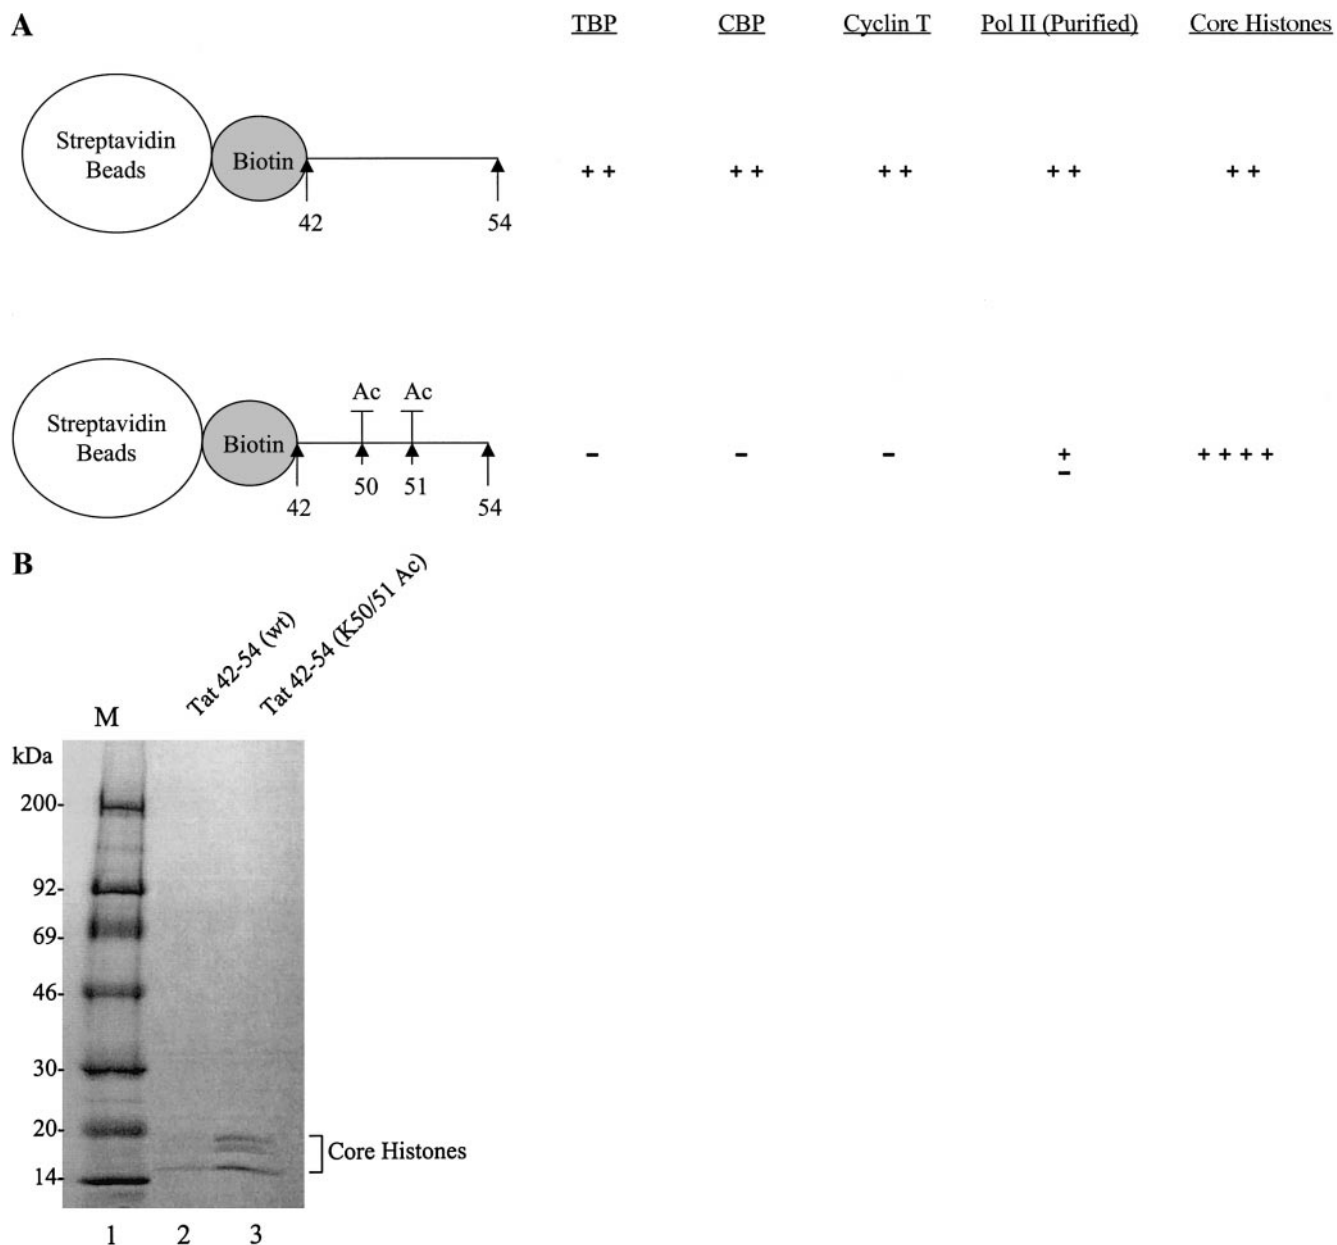 A
TBP CBP Cyclin T Pol II (Purified) Core Histones
Streptavidin
Beads
Biotin
42 54
+ + + + + + + + + +
Ac Ac
Streptavidin
Beads
Biotin
42 50 51 54
– – – + + + + +
–
B
Tat 42-54 (wt)
Tat 42-54 (K50/51 Ac)
M
kDa
200-
92-
69-
46-
30-
20-
14-
Core Histones
1 2 3